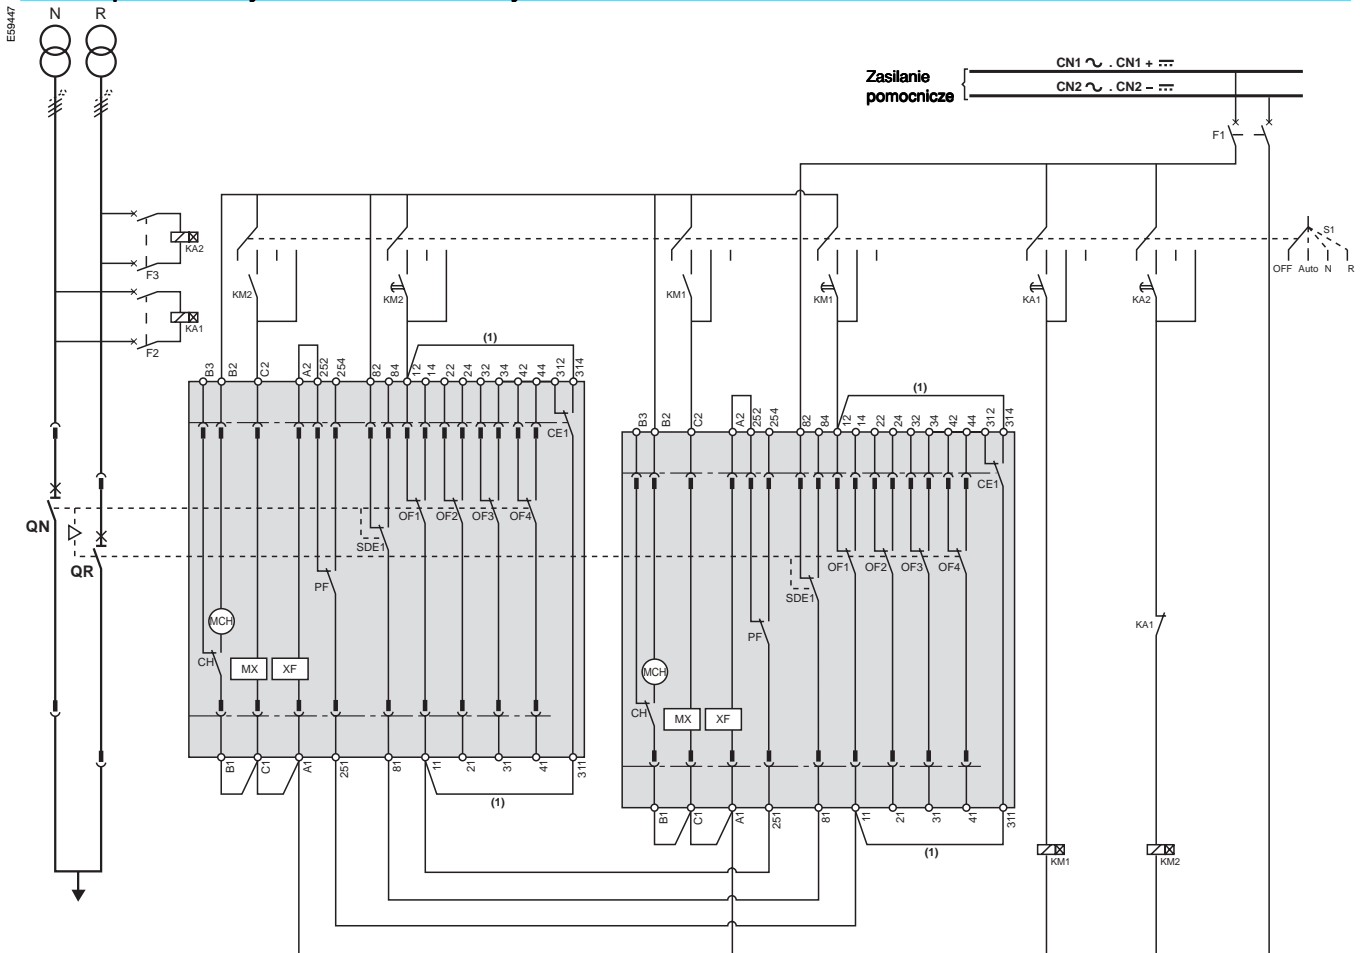 E59447
N R
CN1 . CN1 +
Zasilanie
CN2 . CN2 –
pomocnicze
F1
S1
KA2
F3
OFF Auto N R
KM2 KM2 KM1 KM1 KA1 KA2
KA1
F2
(1)
B3 B2 C2 A2 252 254 82 84 12 14 22 24 32 34 42 44 312 314
(1)
B3 B2 C2 A2 252 254 82 84 12 14 22 24 32 34 42 44 312 314
CE1
CE1
QN
OF1 OF2 OF3 OF4
SDE1
QR
OF1 OF2 OF3 OF4
PF
SDE1
MCH
KA1
PF
CH
MX XF
MCH
CH
MX XF
B1 C1 A1 251 81 11 21 31 41 311
(1)
B1 C1 A1 251 81 11 21 31 41 311
(1)
KM1 KM2